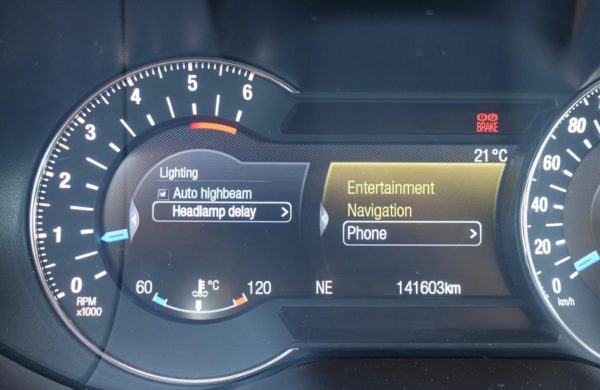 0
1
2
3
4
5
6
RPM
x1000
Lighting
Auto highbeam
Headlamp delay >
60 °C 120
BRAKE
21°C
Entertainment
Navigation
Phone >
NE 141603km
80
60
40
20
0
km/h